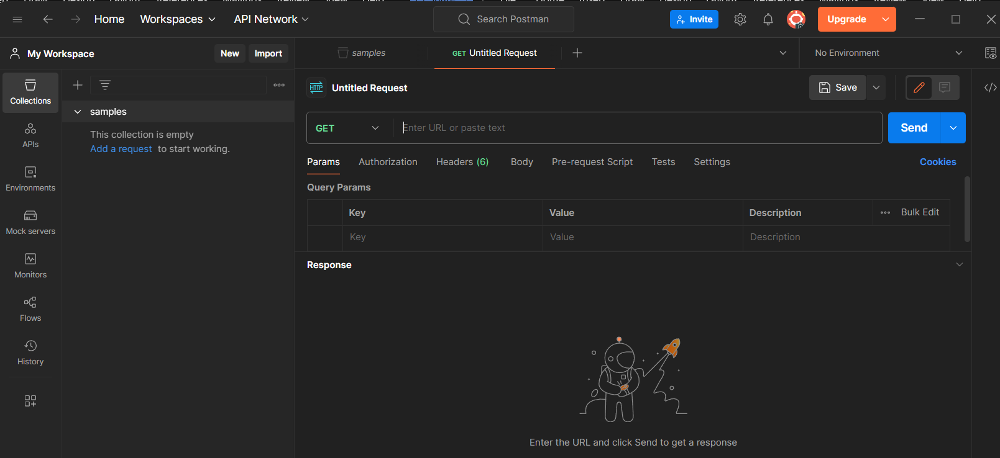 Home Workspaces API Network Search Postman Invite Upgrade
My Workspace New Import samples GET Untitled Request No Environment
Collections
APIs
Environments
Mock servers
Monitors
Flows
History
samples
This collection is empty
Add a request to start working.
HTTP Untitled Request Save
GET Enter URL or paste text Send
Params Authorization Headers (6) Body Pre-request Script Tests Settings Cookies
Query Params
Key Value Description Bulk Edit
Key Value Description
Response
Enter the URL and click Send to get a response